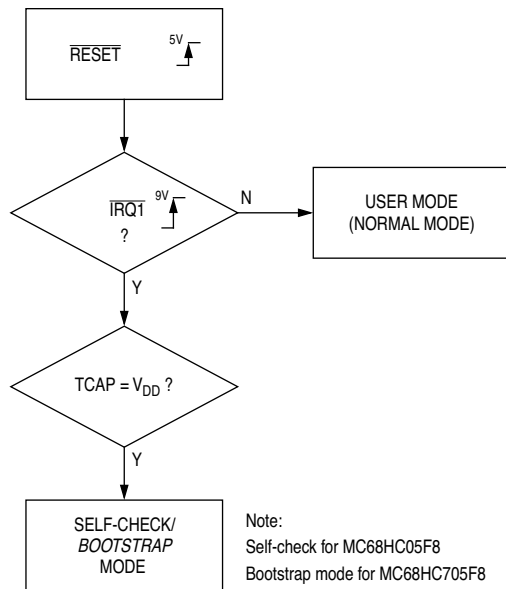 RESET 5V
IRQ1 9V
?
N
USER MODE
(NORMAL MODE)
Y
TCAP = VDD ?
Y
SELF-CHECK/
BOOTSTRAP
MODE
Note:
Self-check for MC68HC05F8
Bootstrap mode for MC68HC705F8